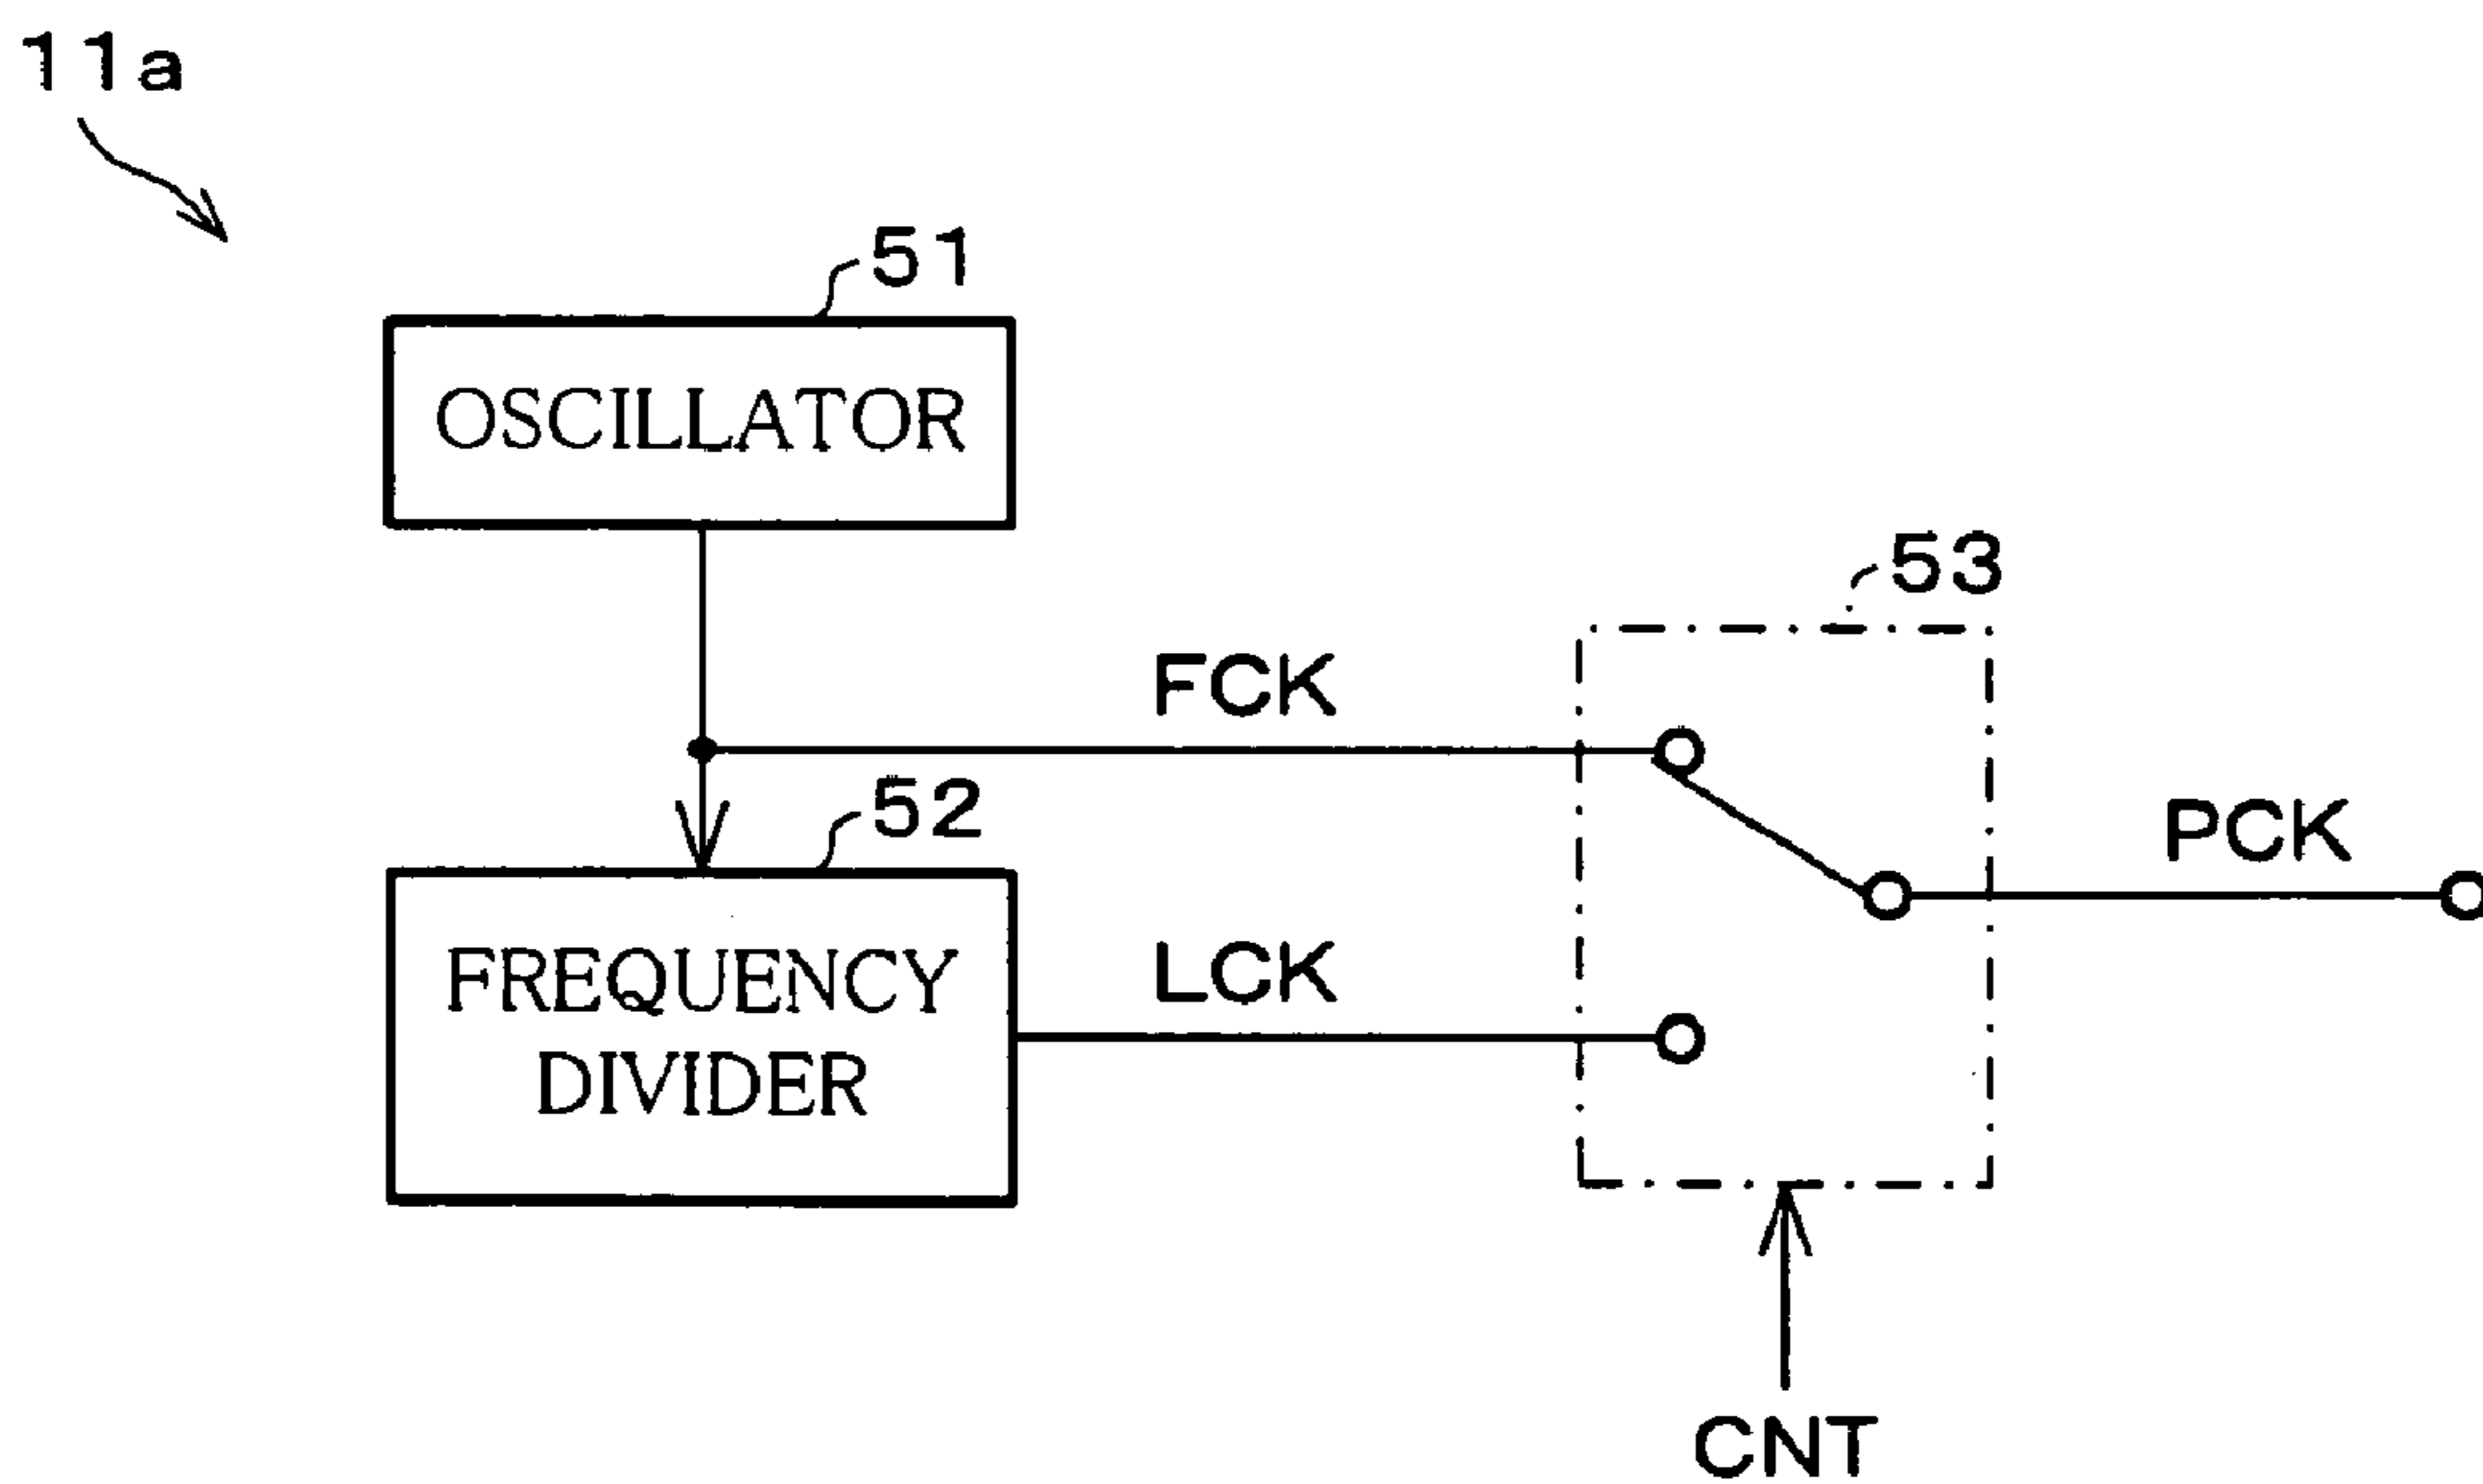 11a
51
OSCILLATOR
53
FCK
52
PCK
FREQUENCY
DIVIDER
LCK
CNT